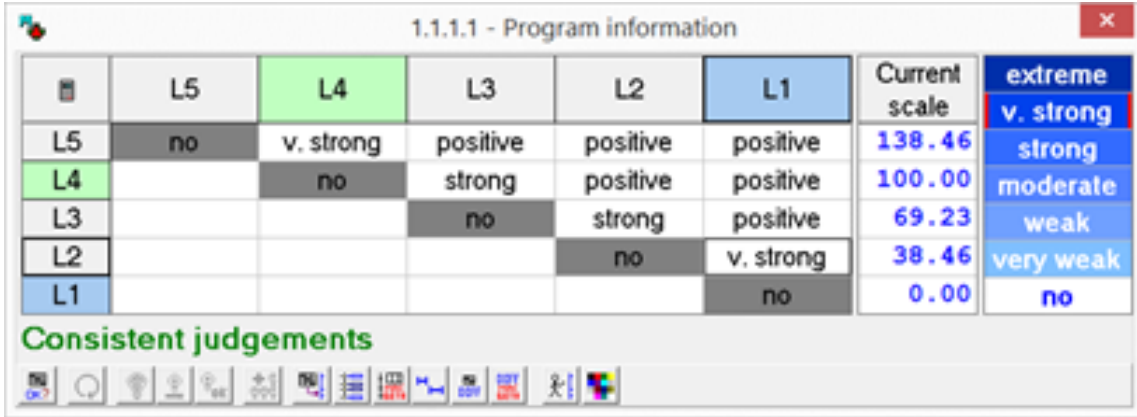 1.1.1.1 - Program information
L5 L4 L3 L2 L1 Current scale extreme
v. strong
L5 no v. strong positive positive positive 138.46 strong
L4 no strong positive positive 100.00 moderate
L3 no strong positive 69.23 weak
L2 no v. strong 38.46 very weak
L1 no 0.00 no
Consistent judgements